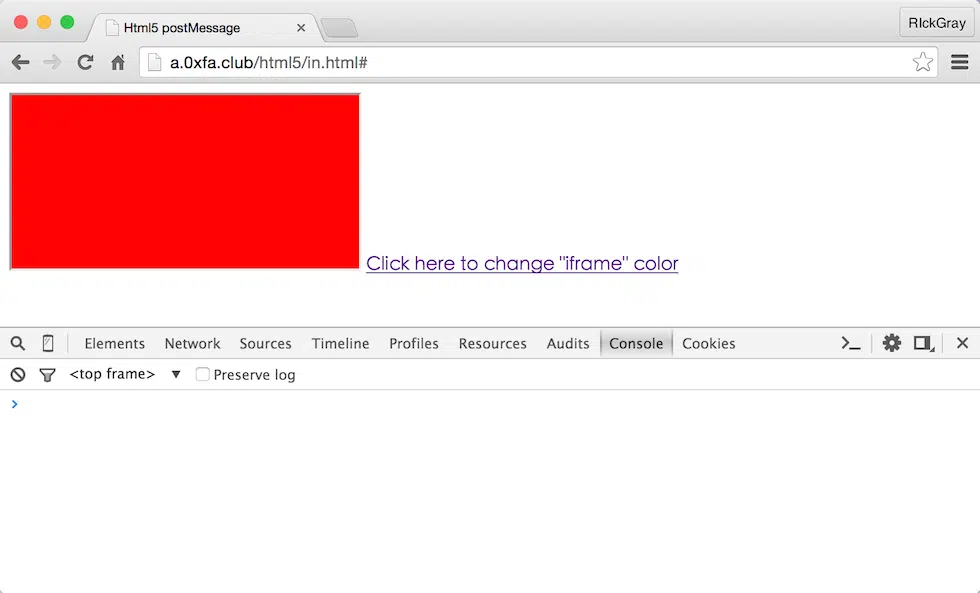 Html5 postMessage
RIckGray
a.0xfa.club/html5/in.html#
Click here to change "iframe" color
Elements Network Sources Timeline Profiles Resources Audits Console Cookies
<top frame> Preserve log